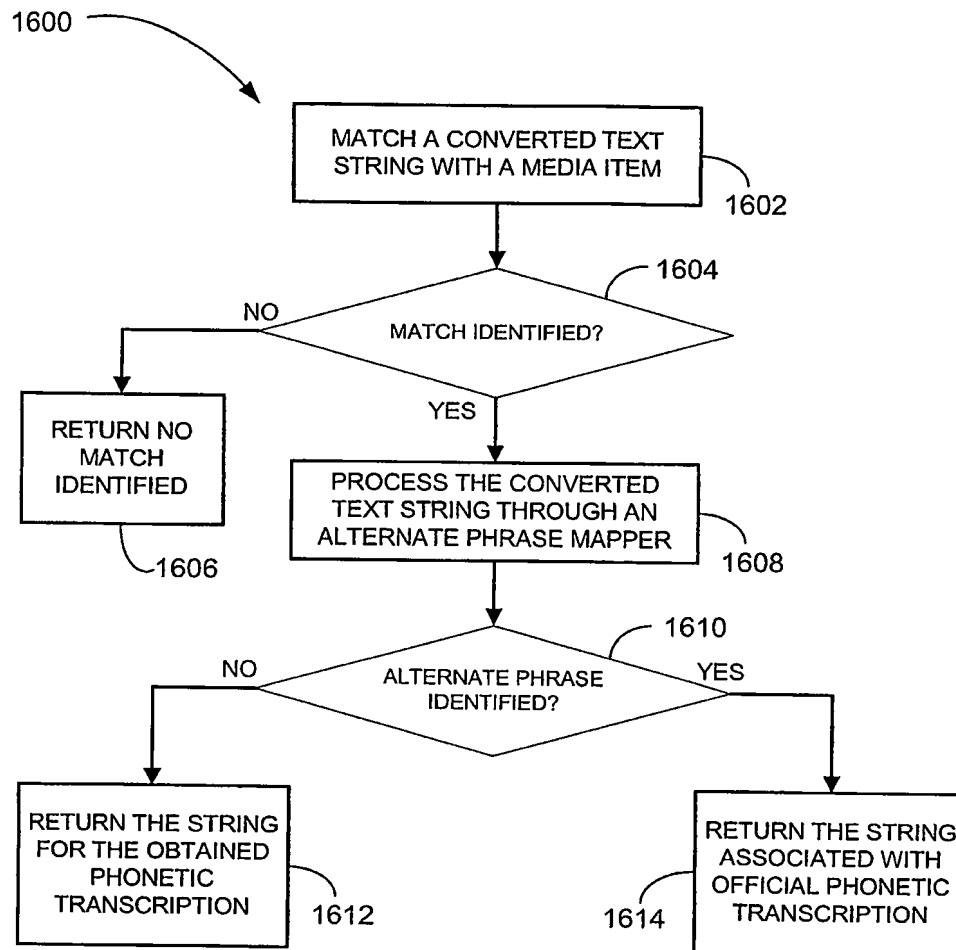 1600
MATCH A CONVERTED TEXT
STRING WITH A MEDIA ITEM
1602
1604
NO
MATCH IDENTIFIED?
YES
RETURN NO
MATCH
IDENTIFIED
1606
PROCESS THE CONVERTED
TEXT STRING THROUGH AN
ALTERNATE PHRASE MAPPER
1608
1610
NO
ALTERNATE PHRASE
IDENTIFIED?
YES
RETURN THE STRING
FOR THE OBTAINED
PHONETIC
TRANSCRIPTION
1612
RETURN THE STRING
ASSOCIATED WITH
OFFICIAL PHONETIC
TRANSCRIPTION
1614